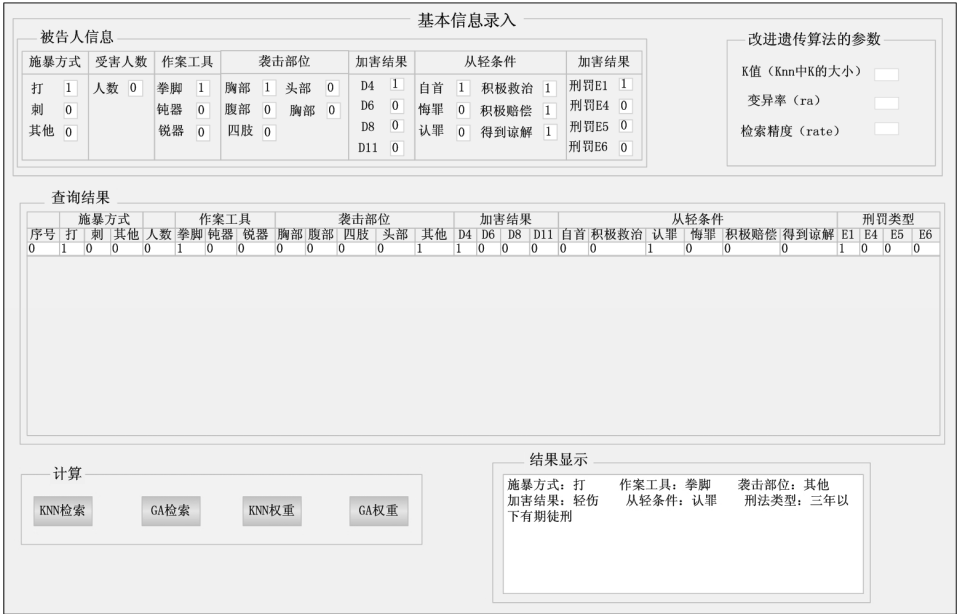 基本信息录入
被告人信息
改进遗传算法的参数
施暴方式 受害人数 作案工具 袭击部位 加害结果 从轻条件 加害结果
打 1 人数 0 拳脚 1 胸部 1 头部 0 D4 1 自首 1 积极救治 1 刑罚E1 1
刺 0 钝器 0 腹部 0 胸部 0 D6 0 悔罪 0 积极赔偿 1 刑罚E4 0
其他 0 锐器 0 四肢 0 D8 0 认罪 0 得到谅解 1 刑罚E5 0
D11 0 刑罚E6 0
K值（Knn中K的大小）
变异率（ra）
检索精度（rate）
查询结果
施暴方式 作案工具 袭击部位 加害结果 从轻条件 刑罚类型
序号 打 刺 其他 人数 拳脚 钝器 锐器 胸部 腹部 四肢 头部 其他 D4 D6 D8 D11 自首 积极救治 认罪 悔罪 积极赔偿 得到谅解 E1 E4 E5 E6
0 1 0 0 0 1 0 0 0 0 0 0 1 1 0 0 0 0 0 1 0 0 0 1 0 0 0
计算
KNN检索 GA检索 KNN权重 GA权重
结果显示
施暴方式：打 作案工具：拳脚 袭击部位：其他
加害结果：轻伤 从轻条件：认罪 刑法类型：三年以
下有期徒刑